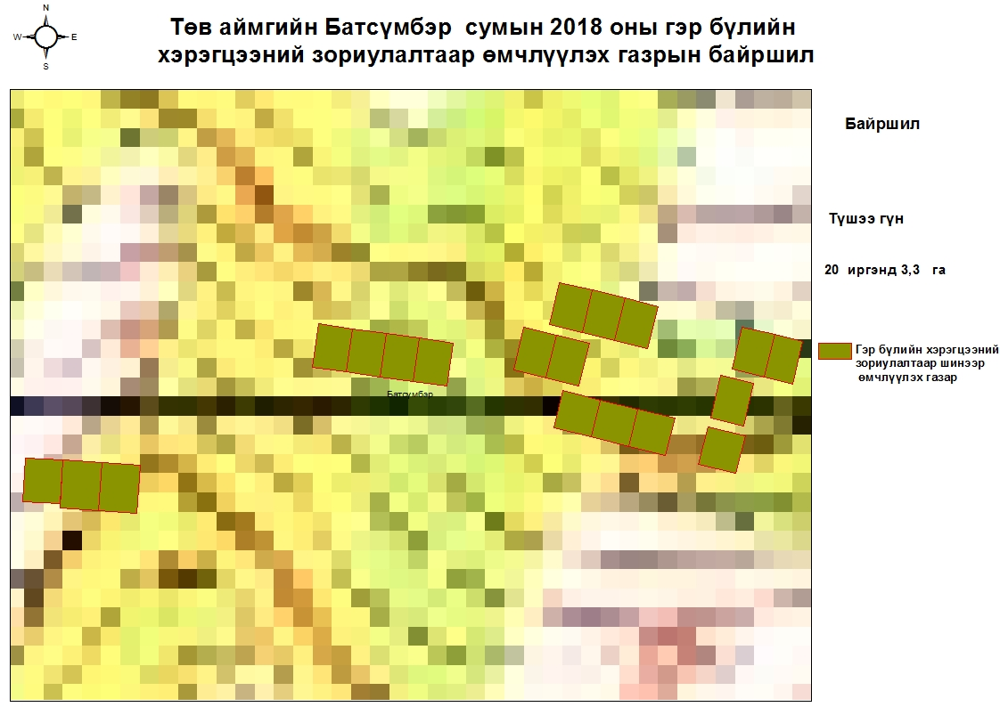 N
W E
S
Төв аймгийн Батсүмбэр сумын 2018 оны гэр бүлийн
хэрэгцээний зориулалтаар өмчлүүлэх газрын байршил
Байршил
Түшээ гүн
20 иргэнд 3,3 га
Гэр бүлийн хэрэгцээний
зориулалтаар шинээр
өмчлүүлэх газар
Батсүмбэр